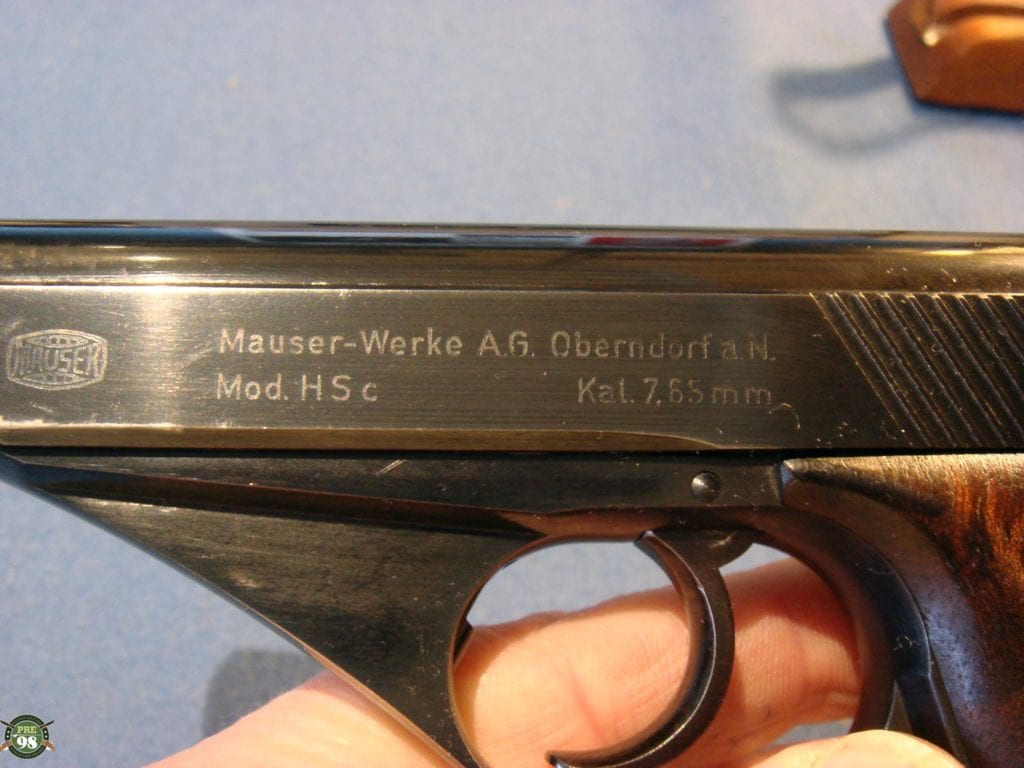 MAUSER
Mauser-Werke A.G. Oberndorf a N.
Mod. HSc Kal. 7,65mm
PRE
98